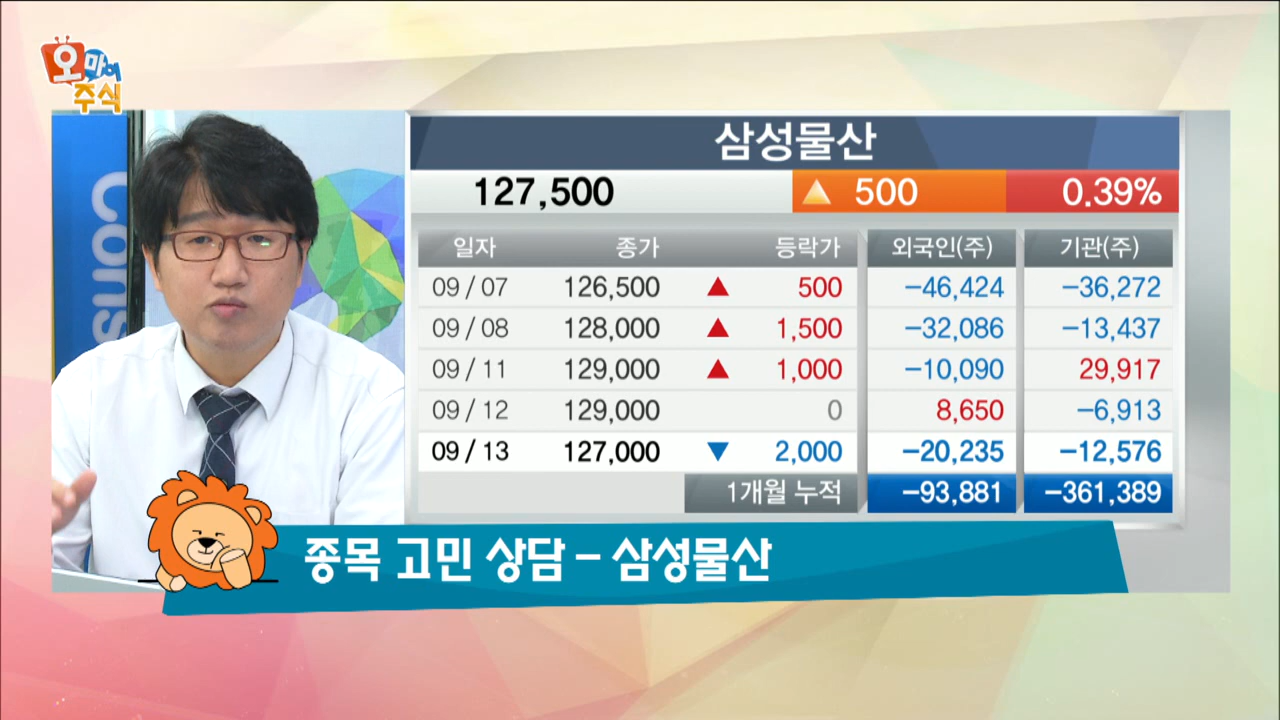 오 마이
주식
Cons
삼성물산
127,500 ▲ 500 0.39%
일자 종가 등락가 외국인(주) 기관(주)
09 / 07 126,500 ▲ 500 −46,424 −36,272
09 / 08 128,000 ▲ 1,500 −32,086 −13,437
09 / 11 129,000 ▲ 1,000 −10,090 29,917
09 / 12 129,000 0 8,650 −6,913
09 / 13 127,000 ▼ 2,000 −20,235 −12,576
1개월 누적 −93,881 −361,389
종목 고민 상담 − 삼성물산